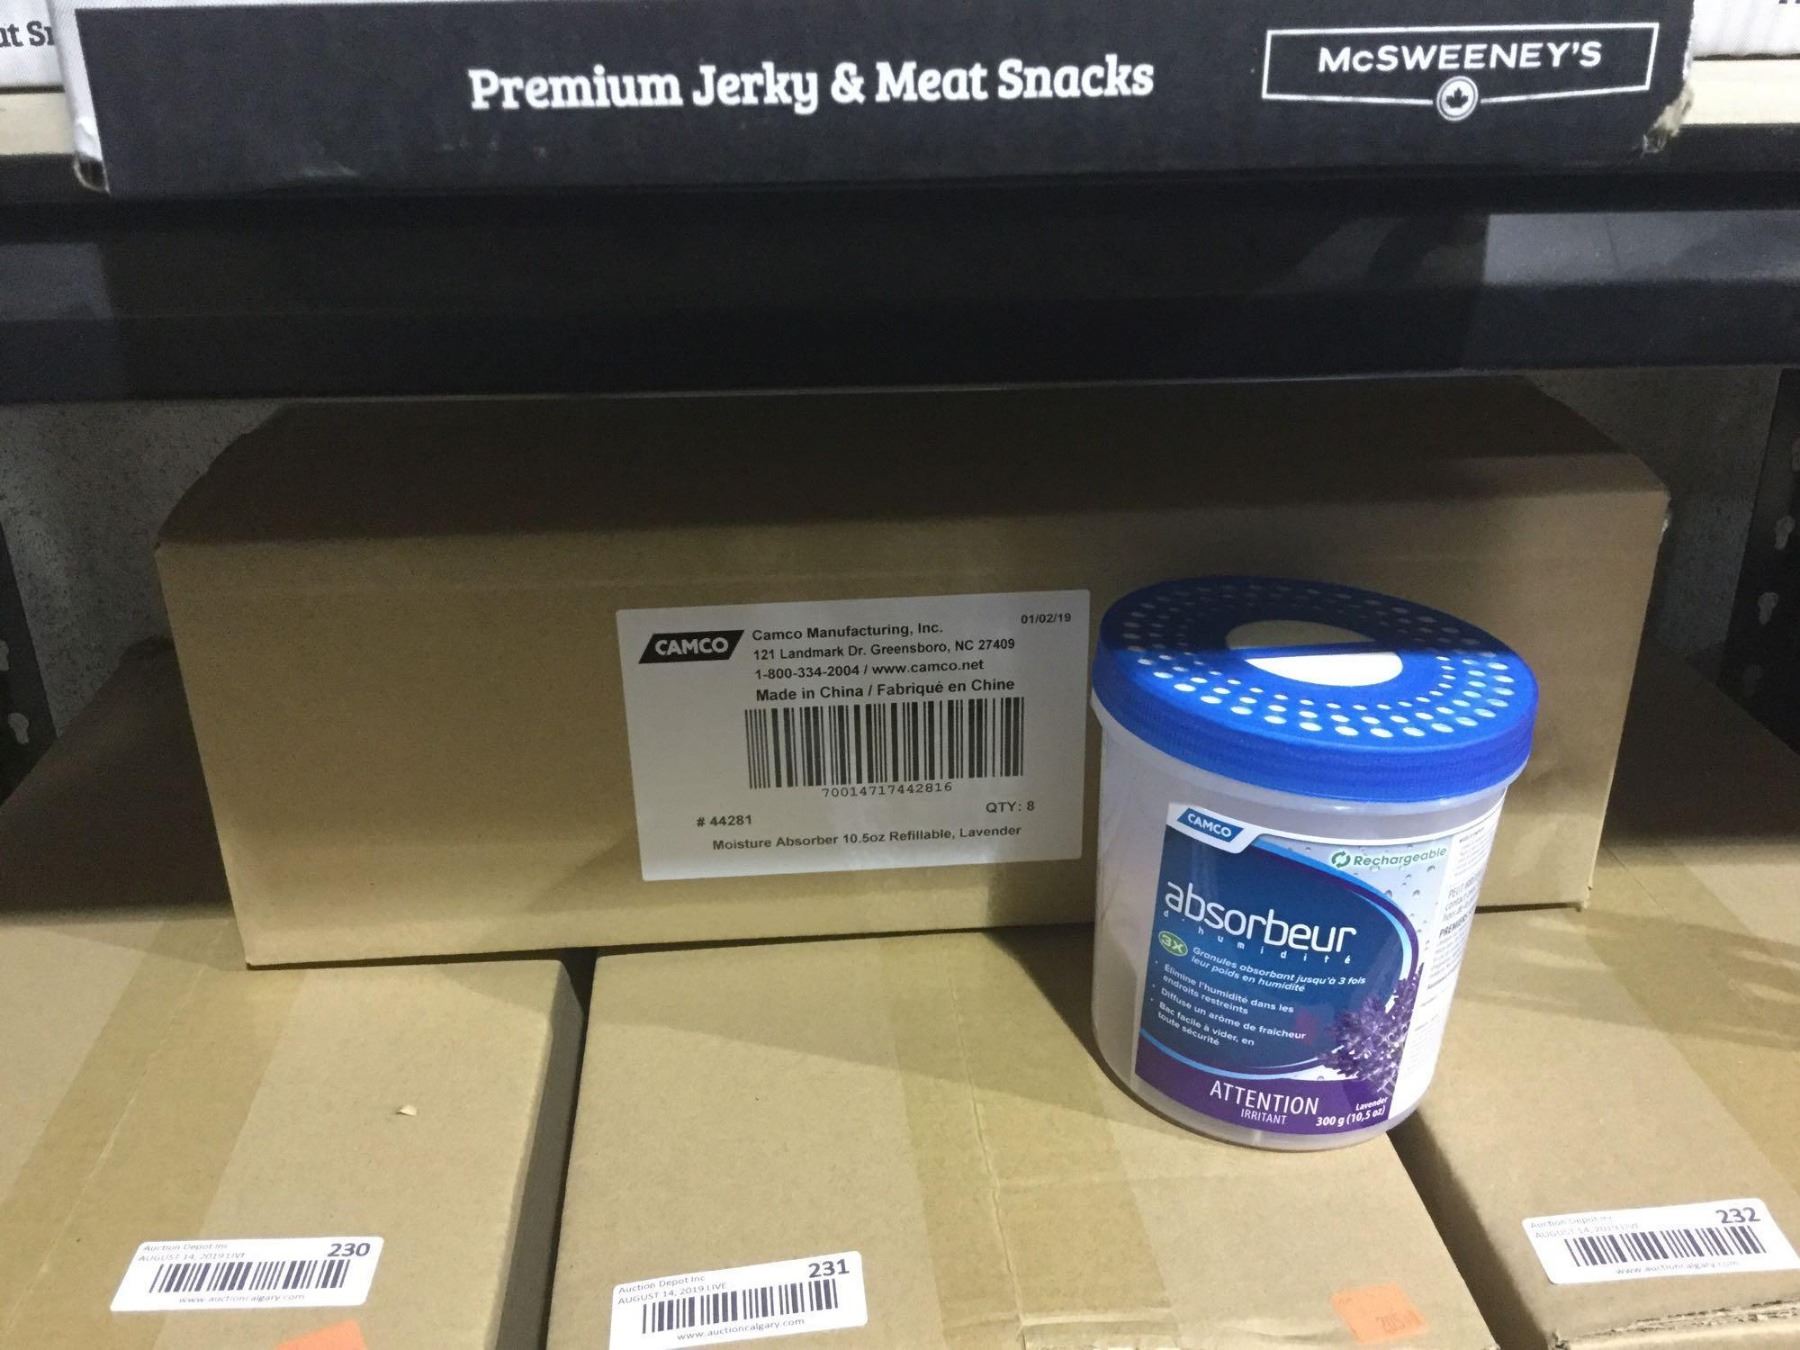 Premium Jerky & Meat Snacks
McSWEENEY'S
CAMCO
Camco Manufacturing, Inc.
01/02/19
121 Landmark Dr. Greensboro, NC 27409
1-800-334-2004 / www.camco.net
Made in China / Fabriqué en Chine
70014717442816
# 44281
QTY: 8
Moisture Absorber 10.5oz Refillable, Lavender
CAMCO
Rechargeable
absorbeur
d'humidité
3X
Granules absorbant jusqu'à 3 fois
leur poids en humidité
• Élimine l'humidité dans les
endroits restreints
• Diffuse un arôme de fraîcheur
• Bac facile à vider, en
toute sécurité
ATTENTION
IRRITANT
Lavender
300 g (10,5 oz)
Auction Depot Inc
230
AUGUST 14, 2019 LIVE
www.auctioncalgary.com
Auction Depot Inc
231
AUGUST 14, 2019 LIVE
www.auctioncalgary.com
Auction Depot Inc
232
AUGUST 14, 2019 LIVE
www.auctioncalgary.com